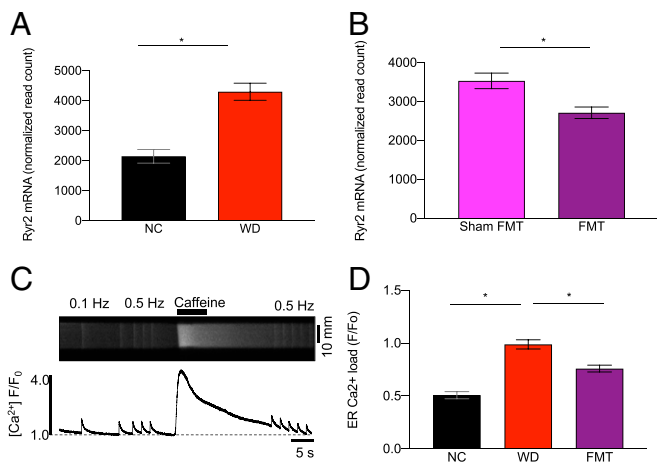 A
*
Ryr2 mRNA (normalized read count)
5000
4000
3000
2000
1000
0
NC
WD
B
*
Ryr2 mRNA (normalized read count)
4000
3000
2000
1000
0
Sham FMT
FMT
C
0.1 Hz
0.5 Hz
Caffeine
0.5 Hz
10 mm
[Ca²⁺] F/F₀
4.0
1.0
5 s
D
*
*
ER Ca2+ load (F/Fo)
1.5
1.0
0.5
0.0
NC
WD
FMT